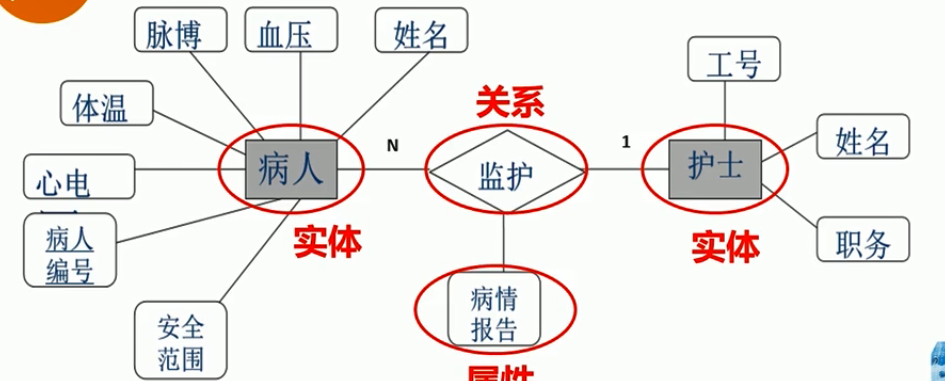 脉博
血压
姓名
工号
体温
关系
N
1
病人
监护
护士
姓名
心电
病人
编号
实体
实体
职务
病情
报告
安全
范围
属性